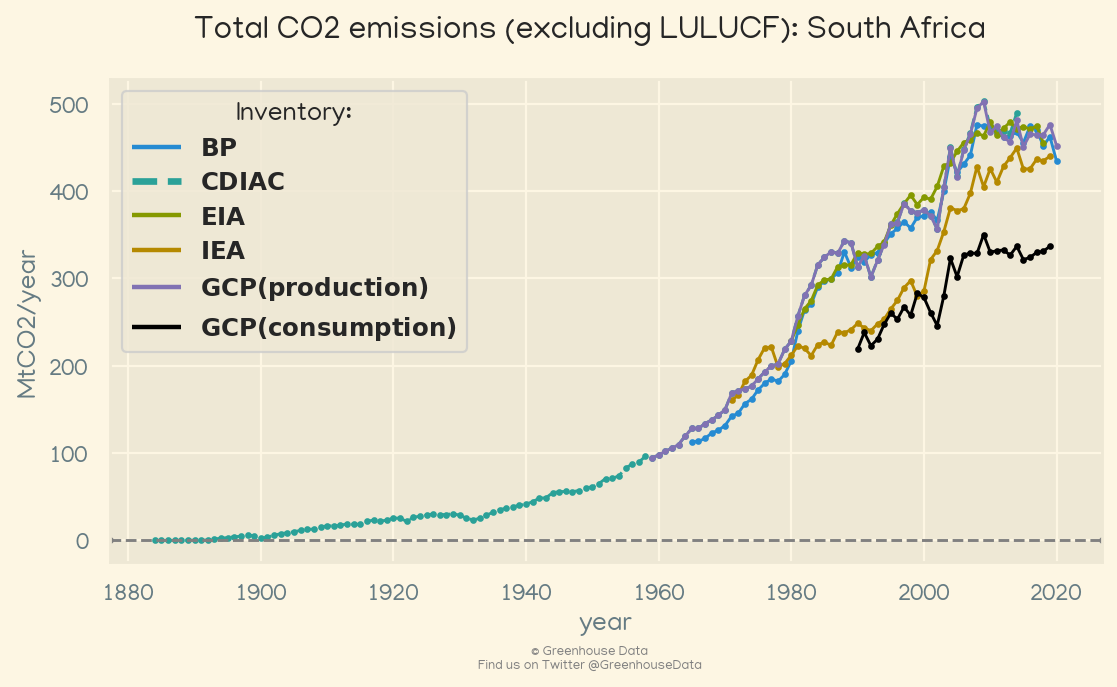 Total CO2 emissions (excluding LULUCF): South Africa
Inventory:
BP
CDIAC
EIA
IEA
GCP(production)
GCP(consumption)
MtCO2/year
500
400
300
200
100
0
1880 1900 1920 1940 1960 1980 2000 2020
year
© Greenhouse Data
Find us on Twitter @GreenhouseData